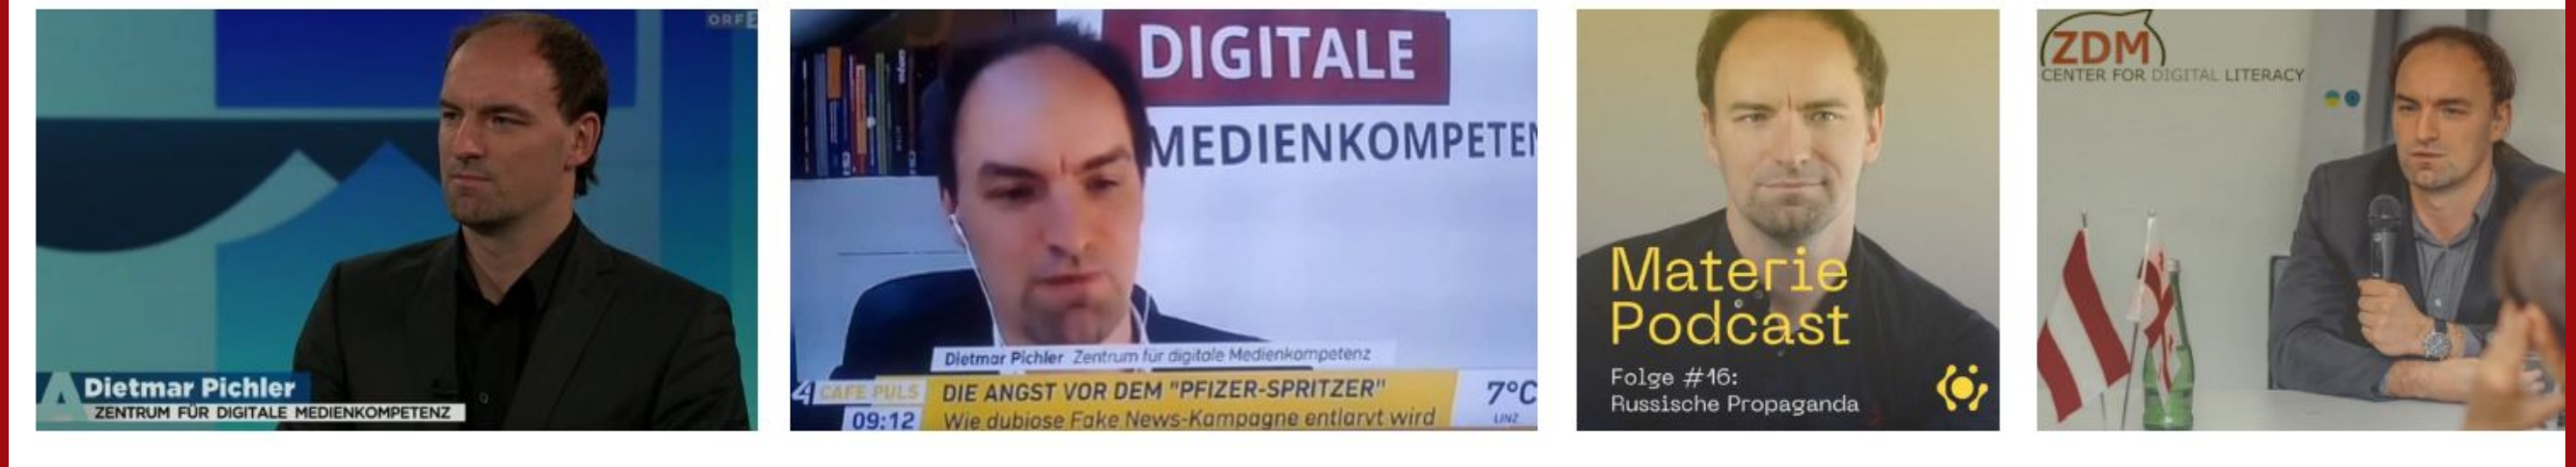 ORF2
Dietmar Pichler
ZENTRUM FÜR DIGITALE MEDIENKOMPETENZ
DIGITALE
MEDIENKOMPETEN
Dietmar Pichler Zentrum für digitale Medienkompetenz
4 CAFE PULS
DIE ANGST VOR DEM "PFIZER-SPRITZER"
7°C
09:12
Wie dubiose Fake News-Kampagne entlarvt wird
LINZ
Materie
Podcast
Folge #16:
Russische Propaganda
ZDM
CENTER FOR DIGITAL LITERACY